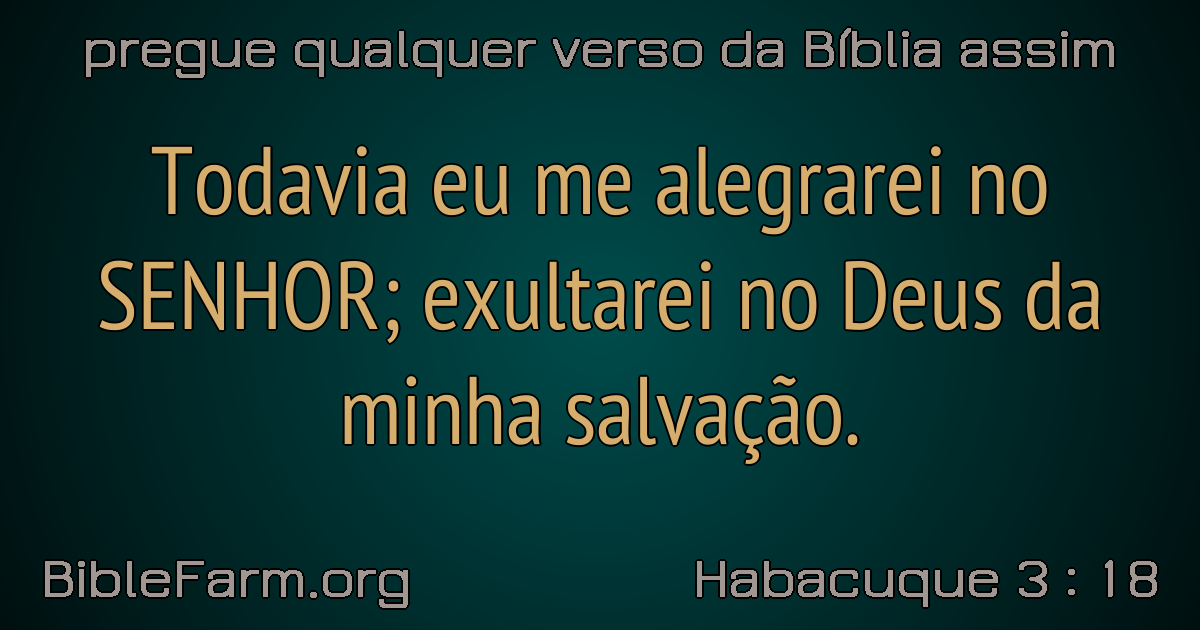 pregue qualquer verso da Bíblia assim
Todavia eu me alegrarei no
SENHOR; exultarei no Deus da
minha salvação.
BibleFarm.org
Habacuque 3 : 18